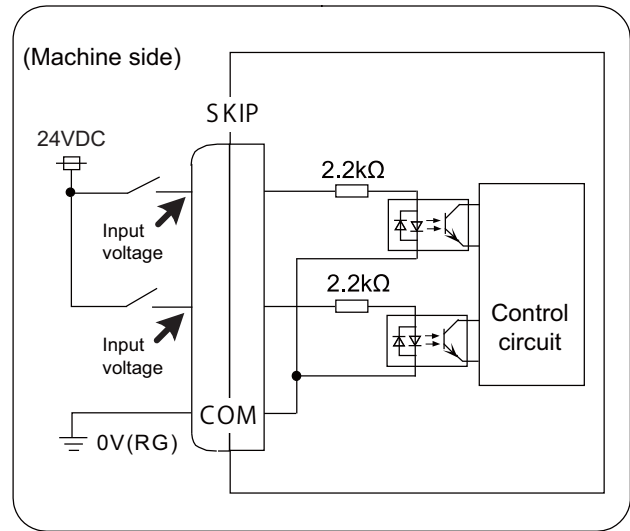 (Machine side)
SKIP
24VDC
2.2kΩ
Input
voltage
2.2kΩ
Input
voltage
Control
circuit
COM
0V(RG)